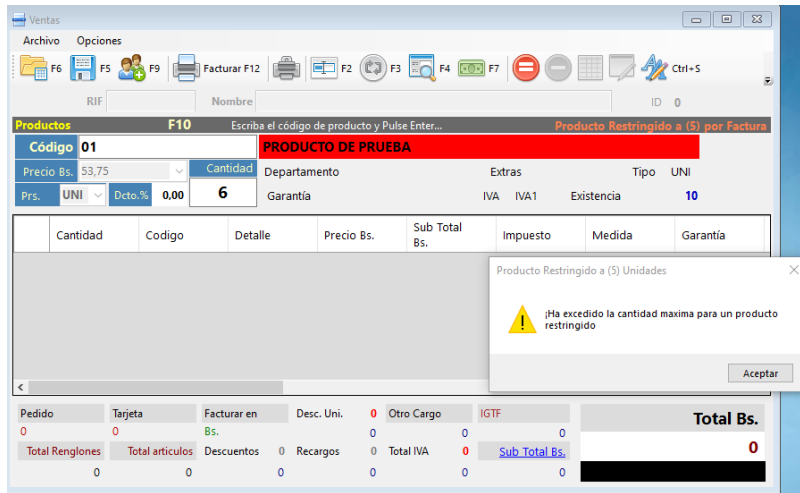 Ventas
Archivo Opciones
F6 F5 F9 Facturar F12 F2 F3 F4 F7 Ctrl+S
RIF Nombre ID 0
Productos F10 Escriba el código de producto y Pulse Enter... Producto Restringido a (5) por Factura
Código 01 PRODUCTO DE PRUEBA
Precio Bs. 53,75 Cantidad Departamento Extras Tipo UNI
Prs. UNI Dcto.% 0,00 6 Garantía IVA IVA1 Existencia 10
Cantidad Codigo Detalle Precio Bs. Sub Total Bs. Impuesto Medida Garantía
Producto Restringido a (5) Unidades
¡Ha excedido la cantidad maxima para un producto
restringido
Aceptar
Pedido Tarjeta Facturar en Desc. Uni. 0 Otro Cargo IGTF Total Bs.
0 0 Bs. 0 0 0
Total Renglones Total articulos Descuentos 0 Recargos 0 Total IVA 0 Sub Total Bs. 0
0 0 0 0 0 0